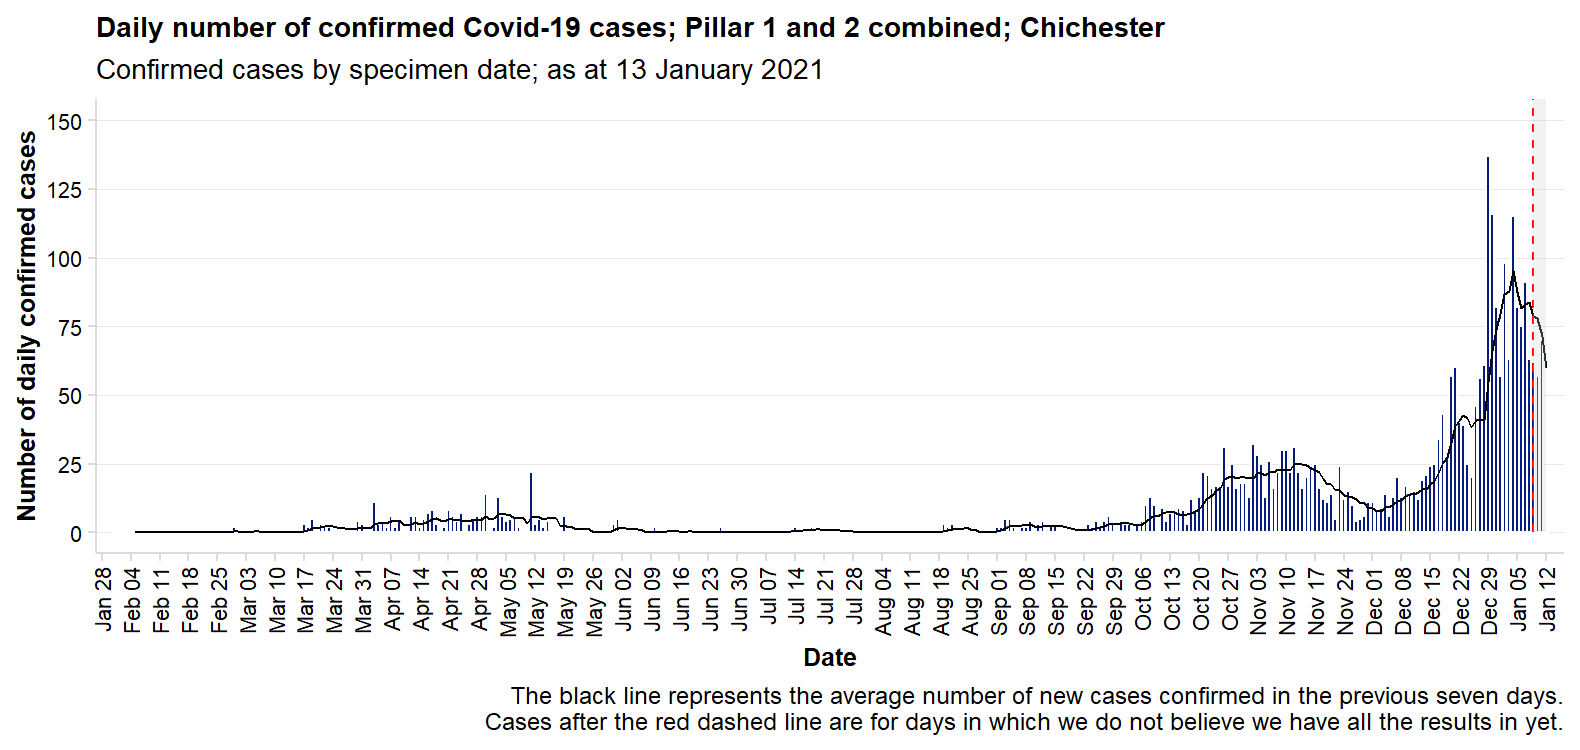 Daily number of confirmed Covid-19 cases; Pillar 1 and 2 combined; Chichester
Confirmed cases by specimen date; as at 13 January 2021
Number of daily confirmed cases
150
125
100
75
50
25
0
Jan 28
Feb 04
Feb 11
Feb 18
Feb 25
Mar 03
Mar 10
Mar 17
Mar 24
Mar 31
Apr 07
Apr 14
Apr 21
Apr 28
May 05
May 12
May 19
May 26
Jun 02
Jun 09
Jun 16
Jun 23
Jun 30
Jul 07
Jul 14
Jul 21
Jul 28
Aug 04
Aug 11
Aug 18
Aug 25
Sep 01
Sep 08
Sep 15
Sep 22
Sep 29
Oct 06
Oct 13
Oct 20
Oct 27
Nov 03
Nov 10
Nov 17
Nov 24
Dec 01
Dec 08
Dec 15
Dec 22
Dec 29
Jan 05
Jan 12
Date
The black line represents the average number of new cases confirmed in the previous seven days.
Cases after the red dashed line are for days in which we do not believe we have all the results in yet.